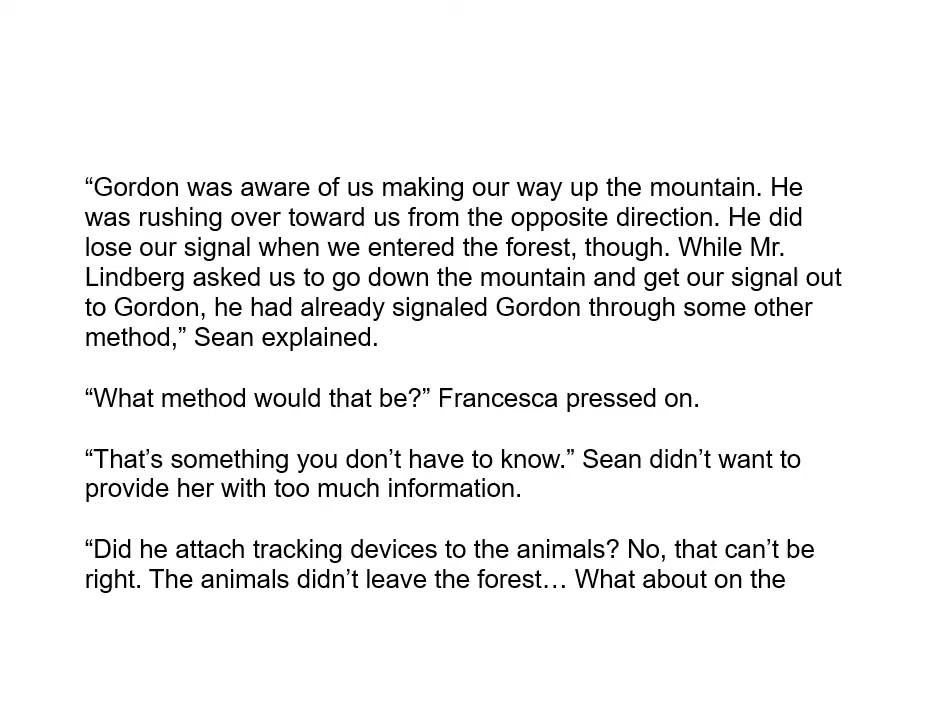 “Gordon was aware of us making our way up the mountain. He
was rushing over toward us from the opposite direction. He did
lose our signal when we entered the forest, though. While Mr.
Lindberg asked us to go down the mountain and get our signal out
to Gordon, he had already signaled Gordon through some other
method,” Sean explained.
“What method would that be?” Francesca pressed on.
“That’s something you don’t have to know.” Sean didn’t want to
provide her with too much information.
“Did he attach tracking devices to the animals? No, that can’t be
right. The animals didn’t leave the forest… What about on the